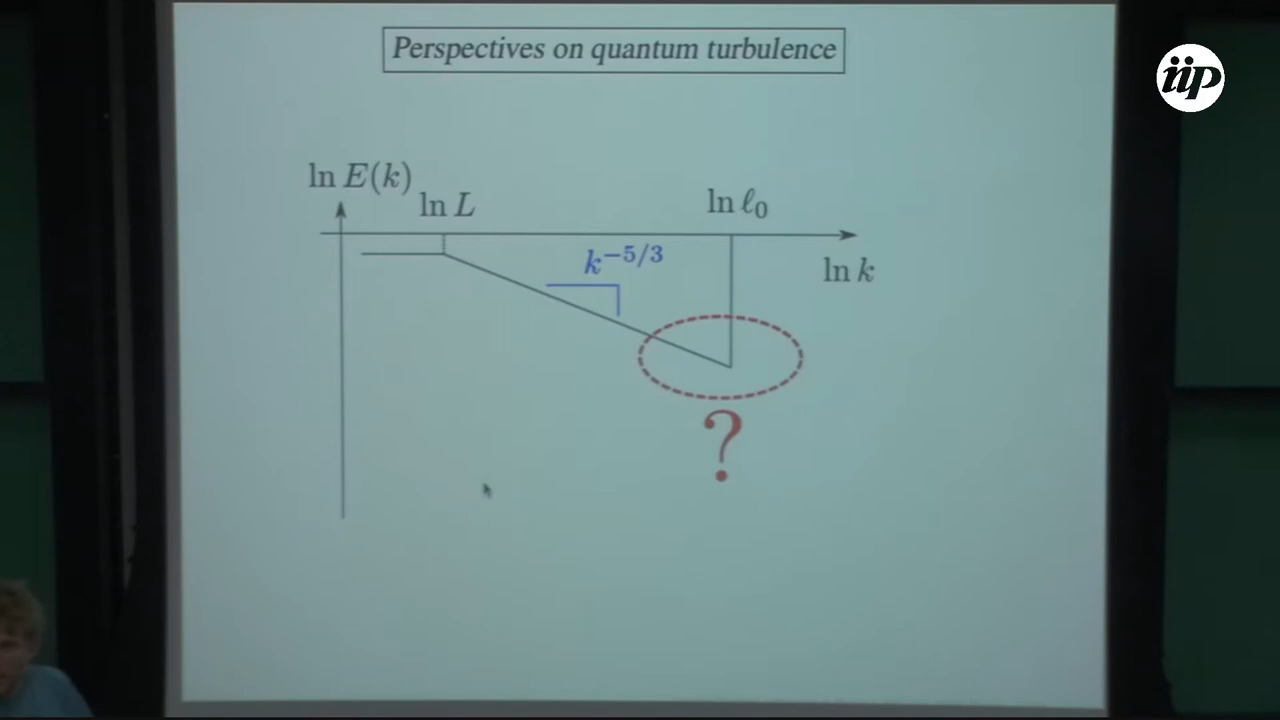 Perspectives on quantum turbulence
iip
ln E(k)
ln L
ln ℓ₀
k^{-5/3}
ln k
?